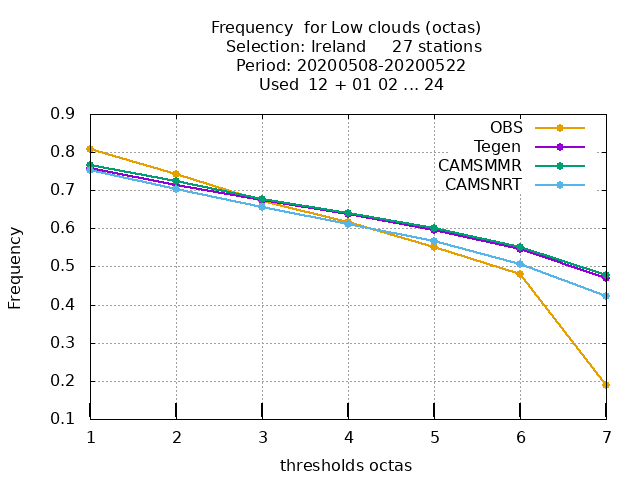 Frequency  for Low clouds (octas)
Selection: Ireland     27 stations
Period: 20200508-20200522
Used  12 + 01 02 ... 24
0.9
0.8
0.7
0.6
0.5
0.4
0.3
0.2
0.1
Frequency
OBS
Tegen
CAMSMMR
CAMSNRT
1 2 3 4 5 6 7
thresholds octas